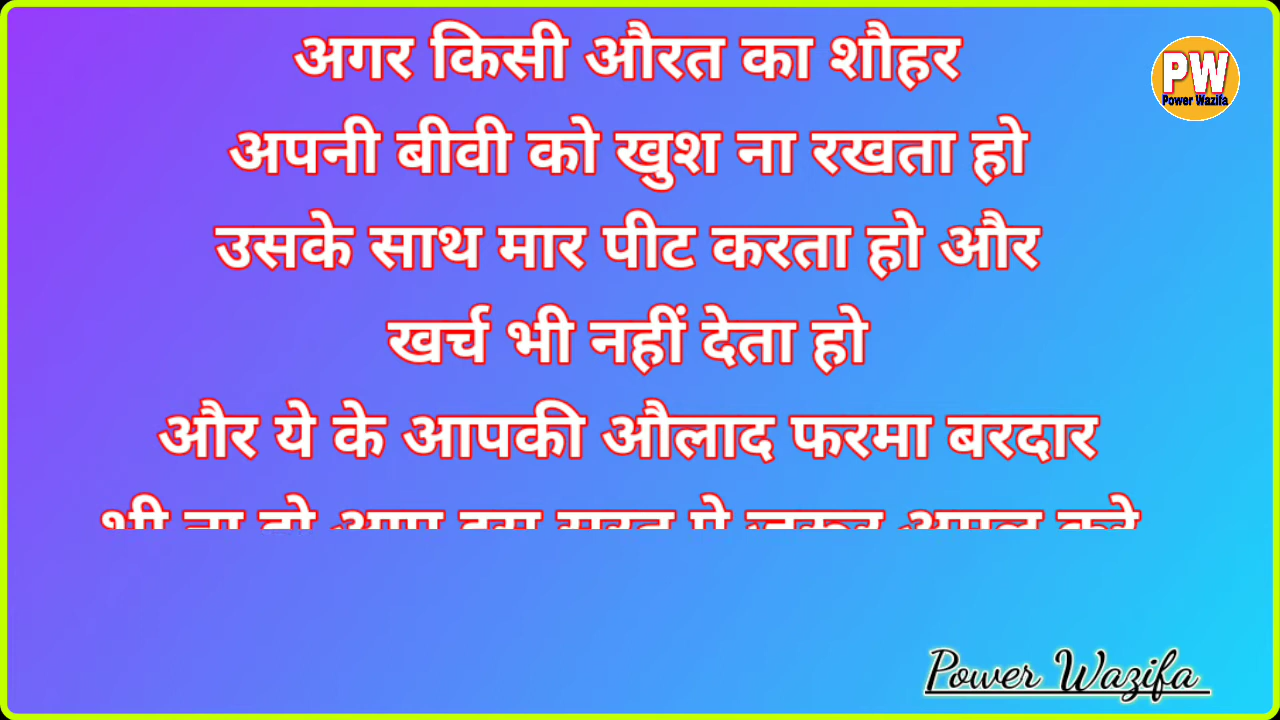 अगर किसी औरत का शौहर
PW
Power Wazifa
अपनी बीवी को खुश ना रखता हो
उसके साथ मार पीट करता हो और
खर्च भी नहीं देता हो
और ये के आपकी औलाद फरमा बरदार
Power Wazifa